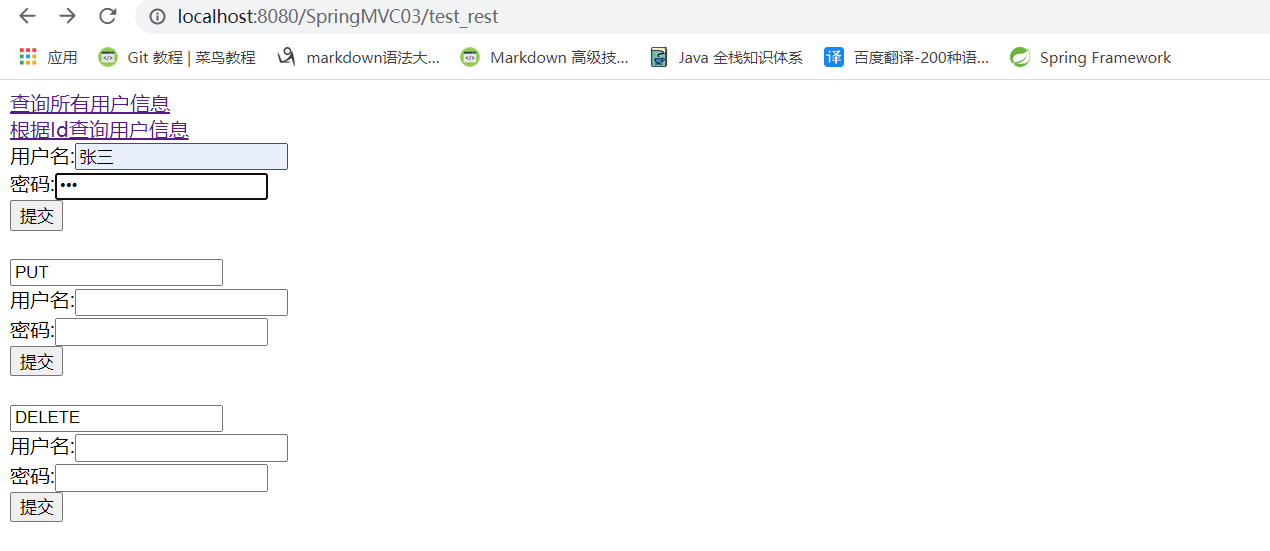 localhost:8080/SpringMVC03/test_rest
应用 Git 教程 | 菜鸟教程 markdown语法大... Markdown 高级技... Java 全栈知识体系 译 百度翻译-200种语... Spring Framework
查询所有用户信息
根据Id查询用户信息
用户名:张三
密码:•••
提交
PUT
用户名:
密码:
提交
DELETE
用户名:
密码:
提交